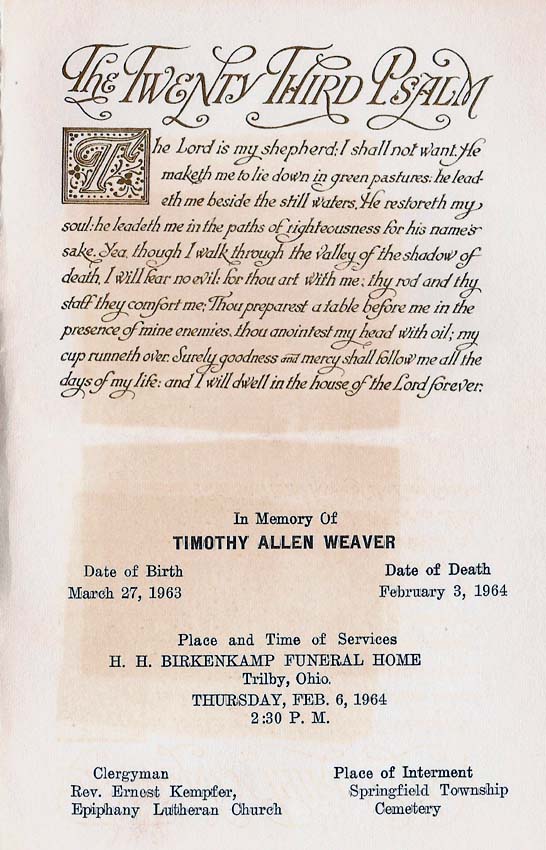 The Twenty Third Psalm
The Lord is my shepherd; I shall not want. He
maketh me to lie down in green pastures: he lead-
eth me beside the still waters. He restoreth my
soul: he leadeth me in the paths of righteousness for his name's
sake. Yea, though I walk through the valley of the shadow of
death, I will fear no evil: for thou art with me; thy rod and thy
staff they comfort me; Thou preparest a table before me in the
presence of mine enemies, thou anointest my head with oil; my
cup runneth over. Surely goodness and mercy shall follow me all the
days of my life: and I will dwell in the house of the Lord forever.
In Memory Of
TIMOTHY ALLEN WEAVER
Date of Birth
March 27, 1963
Date of Death
February 3, 1964
Place and Time of Services
H. H. BIRKENKAMP FUNERAL HOME
Trilby, Ohio.
THURSDAY, FEB. 6, 1964
2:30 P. M.
Clergyman
Rev. Ernest Kempfer,
Epiphany Lutheran Church
Place of Interment
Springfield Township
Cemetery